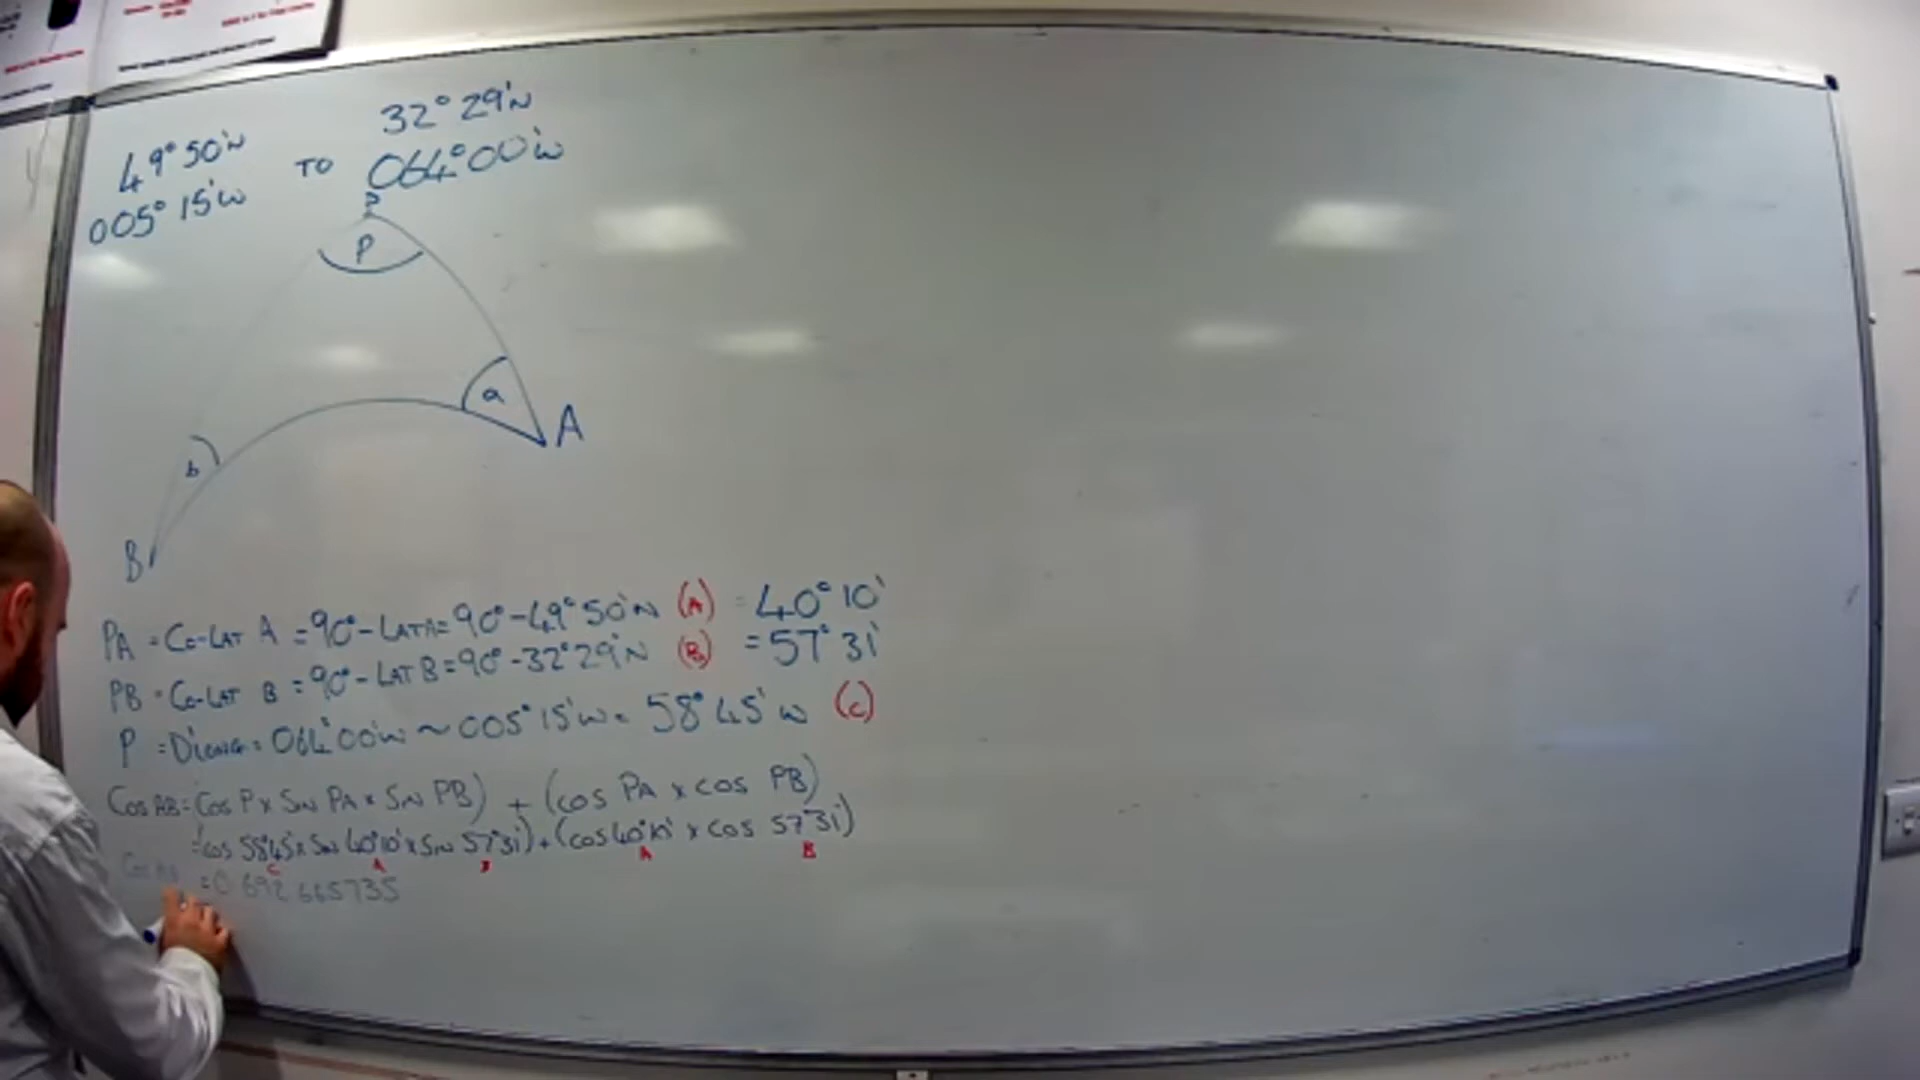 32° 29'N
49° 50'N TO 064°00'W
005° 15'W
P
P
a
A
b
B
PA = CO-LAT A = 90° - LAT A = 90° - 49° 50'N (A) = 40° 10'
PB = CO-LAT B = 90° - LAT B = 90° - 32° 29'N (B) = 57° 31'
P = D'LONG = 064°00'W ~ 005° 15'W = 58° 45' W (C)
COS AB = COS P x SIN PA x SIN PB) + (COS PA x COS PB)
=(COS 58°45' x SIN 40°10' x SIN 57°31') + (COS 40°10' x COS 57°31')
C A B A B
COS AB = 0.692665735